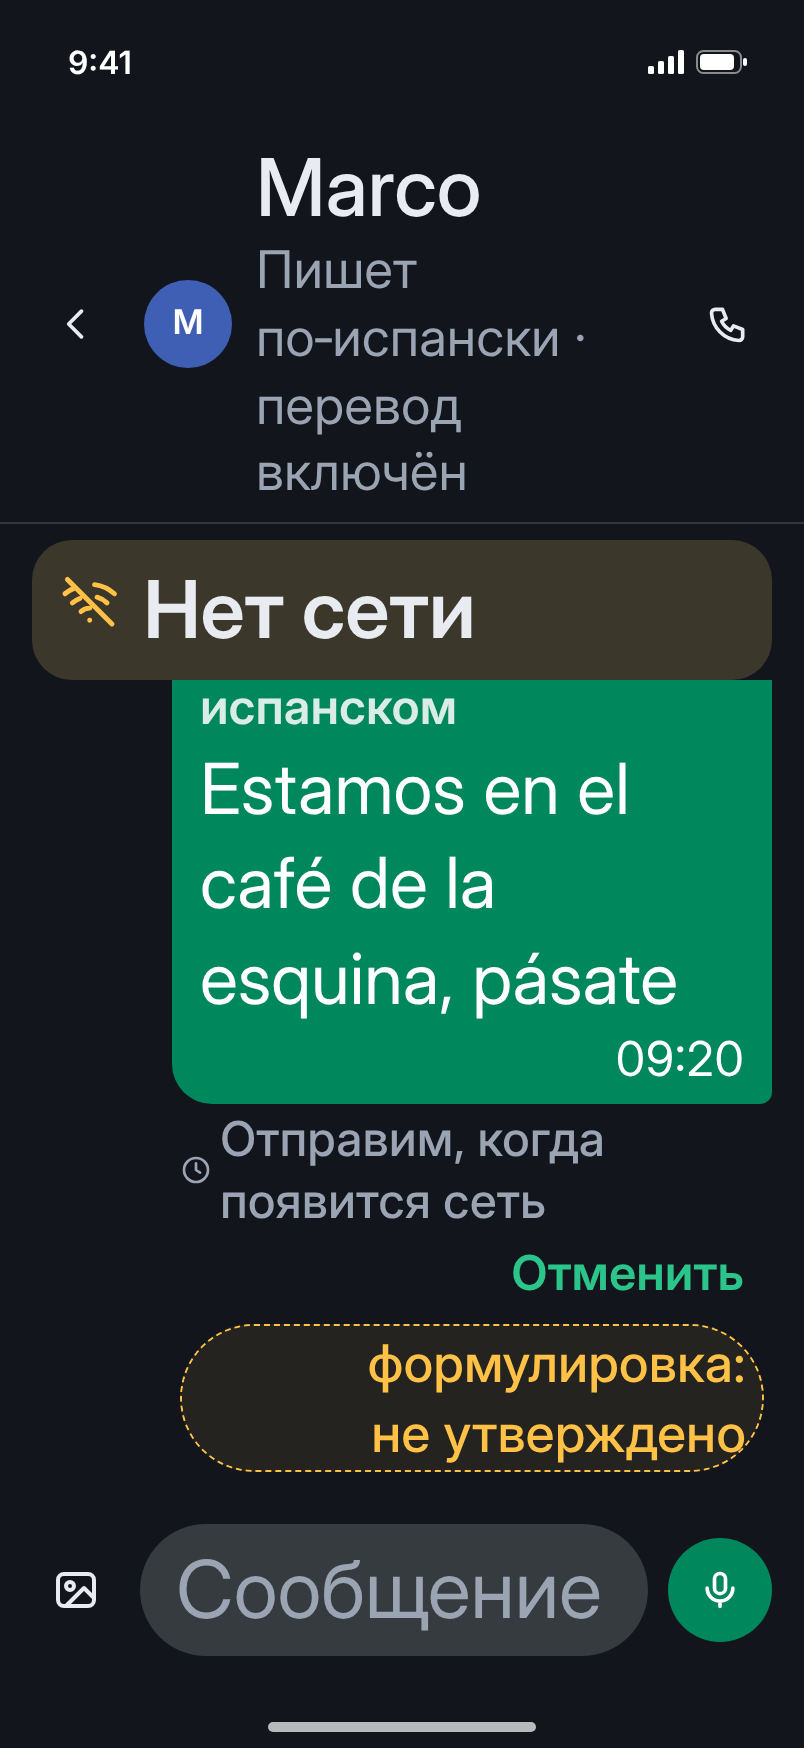 9:41
Marco
Пишет
по-испански ·
перевод
включён
M
Нет сети
испанском
Estamos en el
café de la
esquina, pásate
09:20
Отправим, когда
появится сеть
Отменить
формулировка:
не утверждено
Сообщение